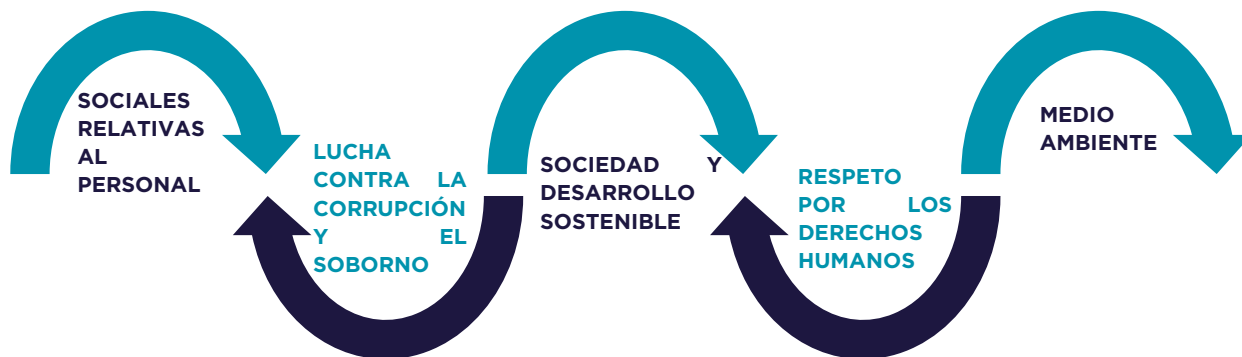 SOCIALES
RELATIVAS
AL
PERSONAL
LUCHA
CONTRA LA
CORRUPCIÓN
Y EL
SOBORNO
SOCIEDAD Y
DESARROLLO
SOSTENIBLE
RESPETO
POR LOS
DERECHOS
HUMANOS
MEDIO
AMBIENTE